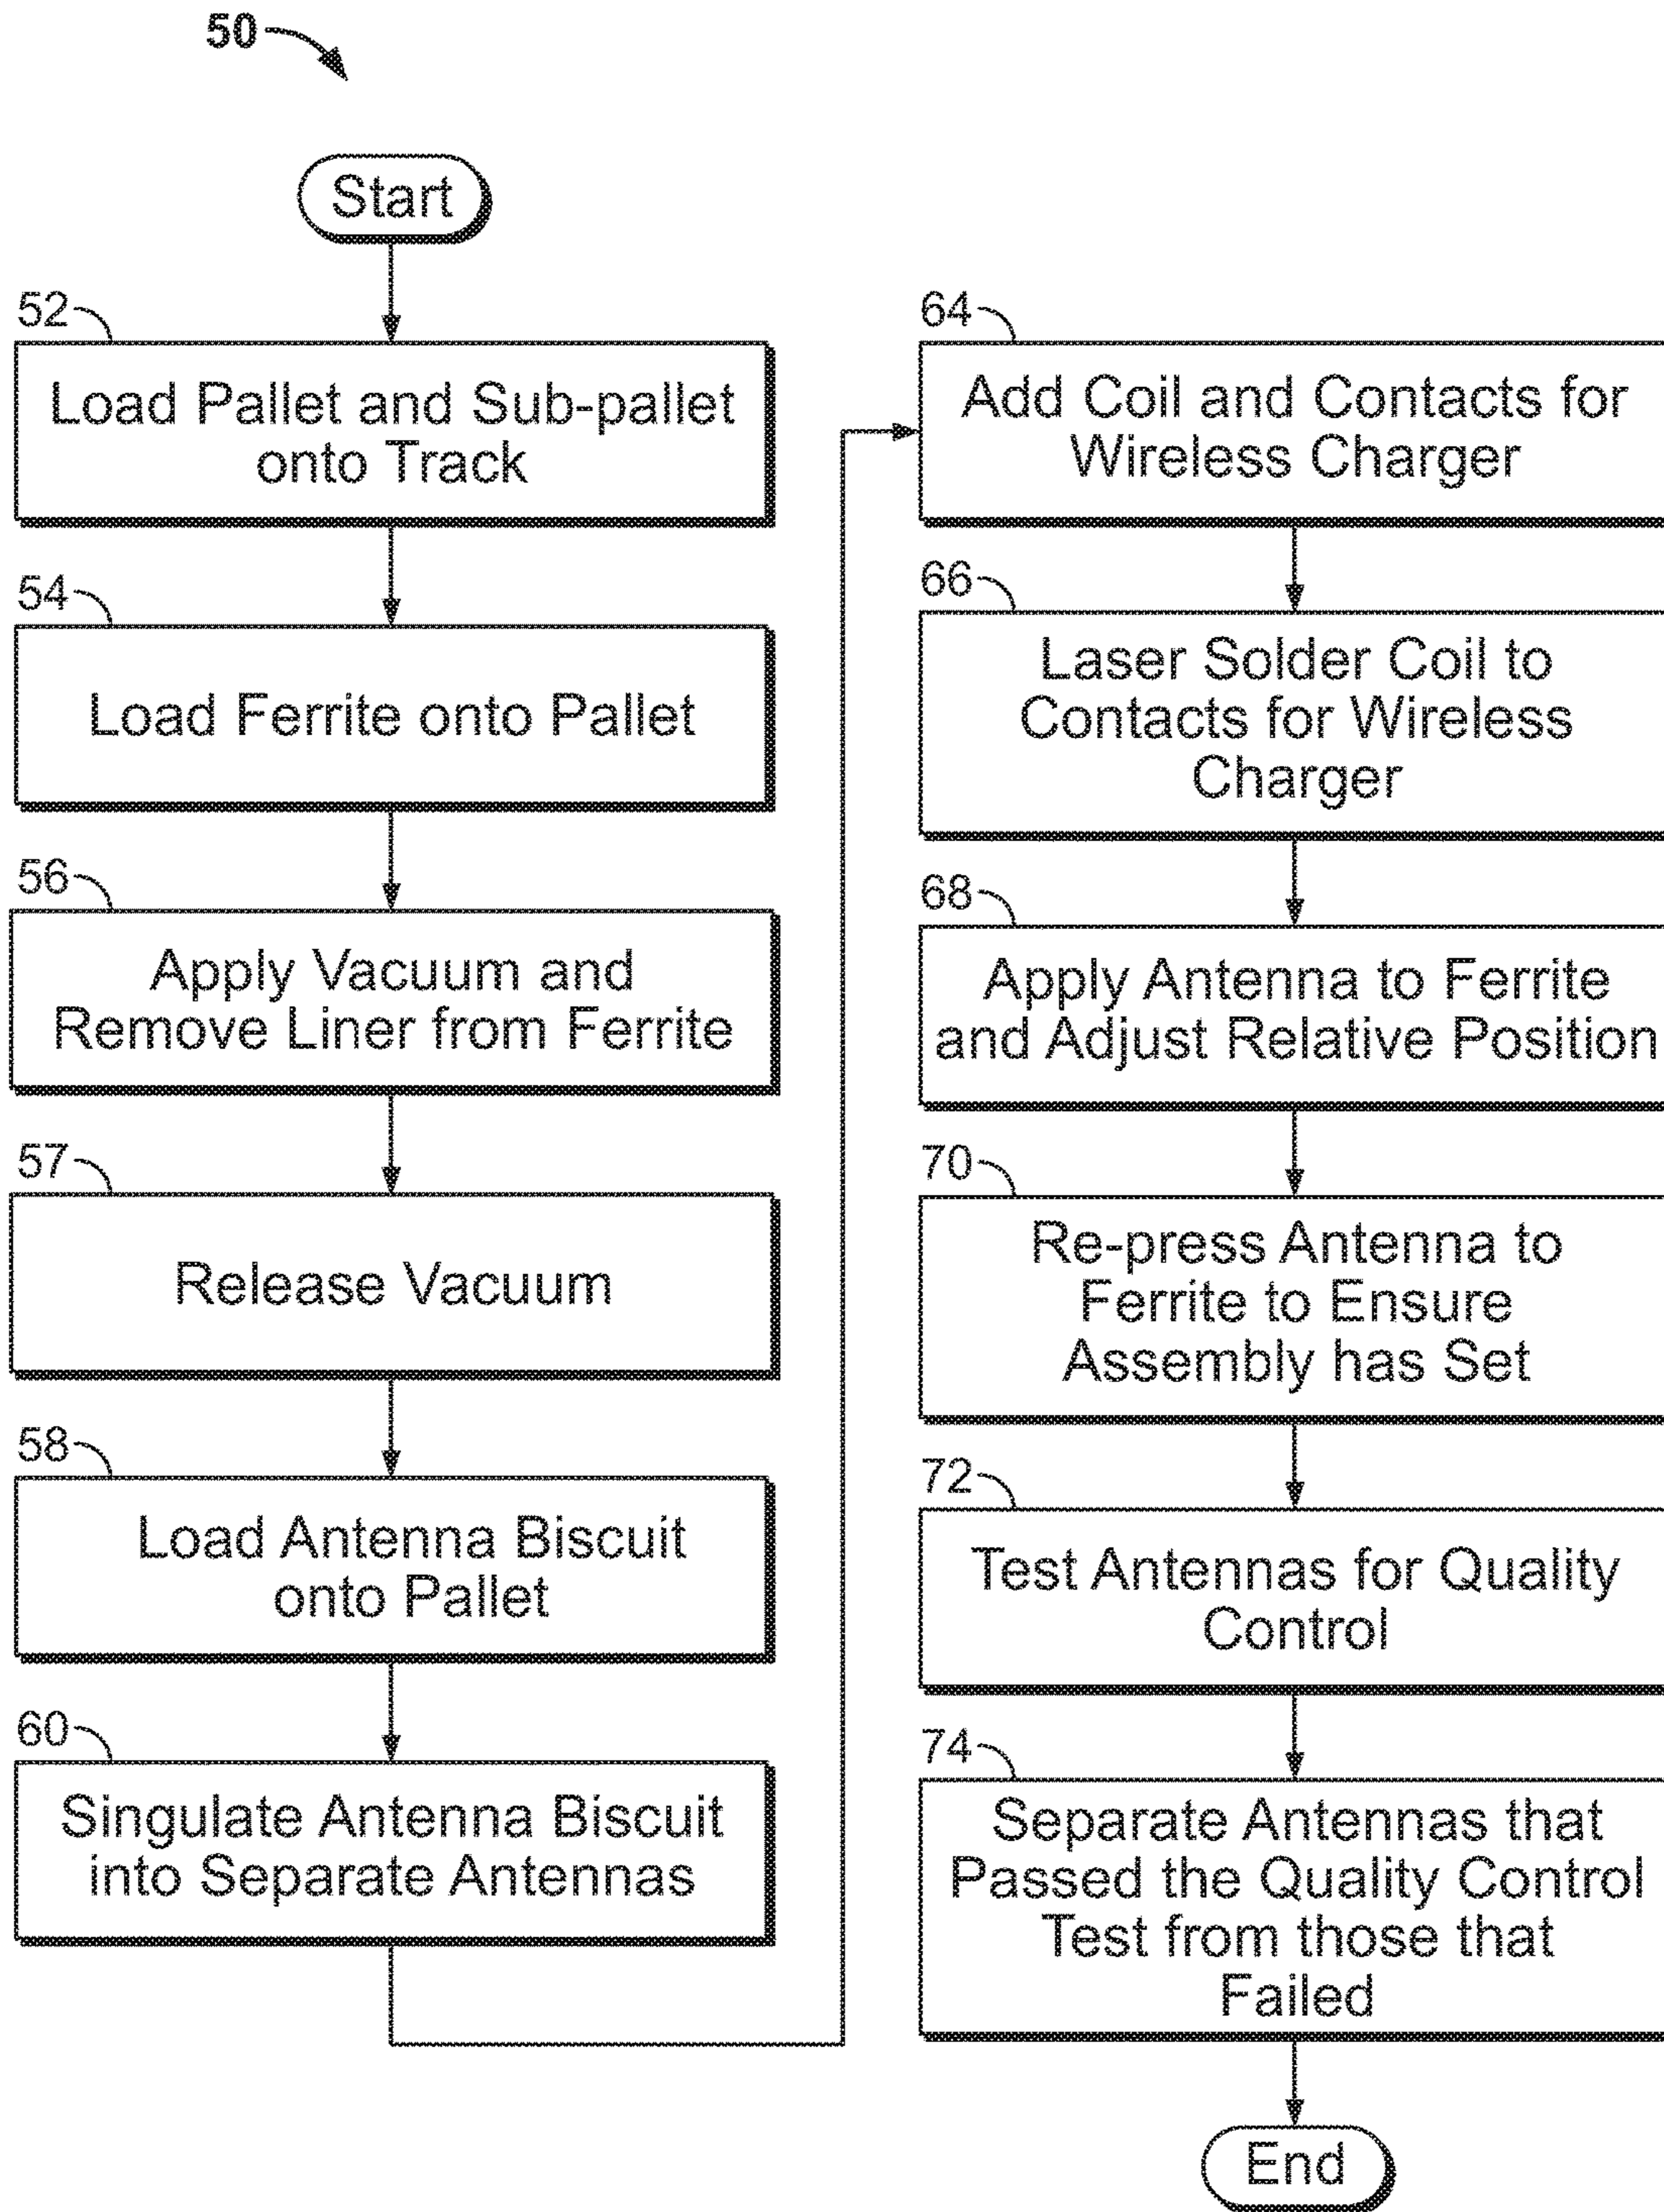 50
Start
52
Load Pallet and Sub-pallet
onto Track
54
Load Ferrite onto Pallet
56
Apply Vacuum and
Remove Liner from Ferrite
57
Release Vacuum
58
Load Antenna Biscuit
onto Pallet
60
Singulate Antenna Biscuit
into Separate Antennas
64
Add Coil and Contacts for
Wireless Charger
66
Laser Solder Coil to
Contacts for Wireless
Charger
68
Apply Antenna to Ferrite
and Adjust Relative Position
70
Re-press Antenna to
Ferrite to Ensure
Assembly has Set
72
Test Antennas for Quality
Control
74
Separate Antennas that
Passed the Quality Control
Test from those that
Failed
End